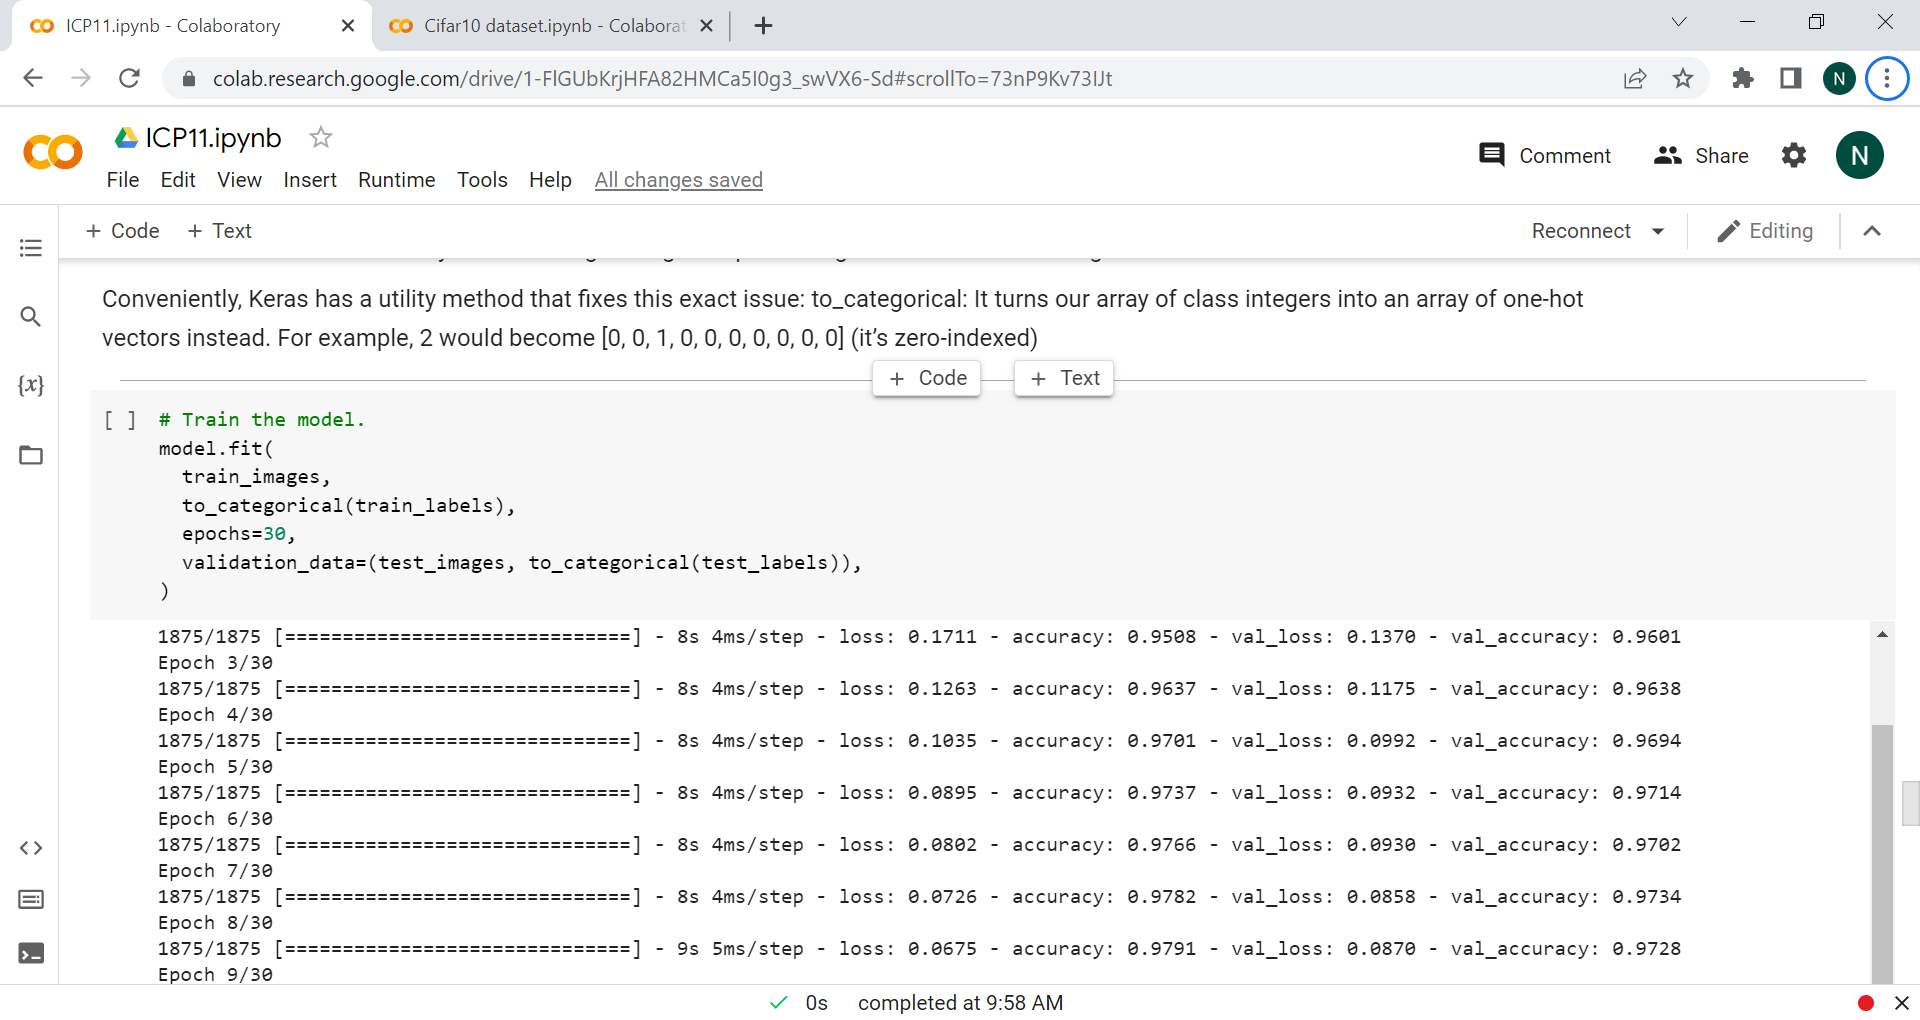 ICP11.ipynb - Colaboratory
Cifar10 dataset.ipynb - Colaborat
colab.research.google.com/drive/1-FlGUbKrjHFA82HMCa5I0g3_swVX6-Sd#scrollTo=73nP9Kv73IJt
N
ICP11.ipynb
File Edit View Insert Runtime Tools Help All changes saved
Comment
Share
N
+ Code + Text
Reconnect
Editing
Conveniently, Keras has a utility method that fixes this exact issue: to_categorical: It turns our array of class integers into an array of one-hot
vectors instead. For example, 2 would become [0, 0, 1, 0, 0, 0, 0, 0, 0, 0] (it’s zero-indexed)
+ Code + Text
[ ] # Train the model.
model.fit(
train_images,
to_categorical(train_labels),
epochs=30,
validation_data=(test_images, to_categorical(test_labels)),
)
1875/1875 [==============================] - 8s 4ms/step - loss: 0.1711 - accuracy: 0.9508 - val_loss: 0.1370 - val_accuracy: 0.9601
Epoch 3/30
1875/1875 [==============================] - 8s 4ms/step - loss: 0.1263 - accuracy: 0.9637 - val_loss: 0.1175 - val_accuracy: 0.9638
Epoch 4/30
1875/1875 [==============================] - 8s 4ms/step - loss: 0.1035 - accuracy: 0.9701 - val_loss: 0.0992 - val_accuracy: 0.9694
Epoch 5/30
1875/1875 [==============================] - 8s 4ms/step - loss: 0.0895 - accuracy: 0.9737 - val_loss: 0.0932 - val_accuracy: 0.9714
Epoch 6/30
1875/1875 [==============================] - 8s 4ms/step - loss: 0.0802 - accuracy: 0.9766 - val_loss: 0.0930 - val_accuracy: 0.9702
Epoch 7/30
1875/1875 [==============================] - 8s 4ms/step - loss: 0.0726 - accuracy: 0.9782 - val_loss: 0.0858 - val_accuracy: 0.9734
Epoch 8/30
1875/1875 [==============================] - 9s 5ms/step - loss: 0.0675 - accuracy: 0.9791 - val_loss: 0.0870 - val_accuracy: 0.9728
Epoch 9/30
0s completed at 9:58 AM